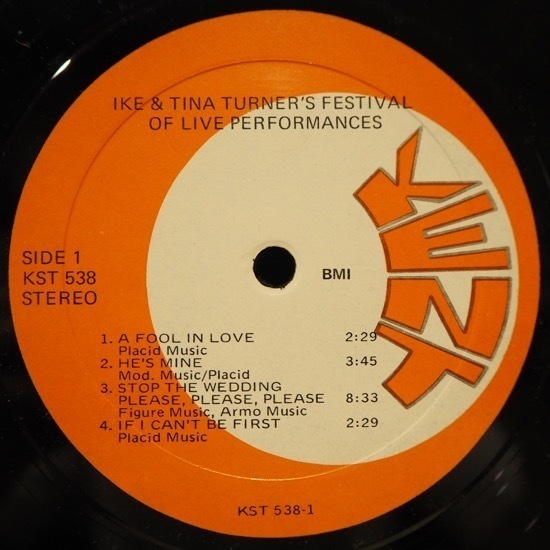 IKE & TINA TURNER'S FESTIVAL
OF LIVE PERFORMANCES
KENT
SIDE 1
KST 538
STEREO
BMI
1. A FOOL IN LOVE 2:29
Placid Music
2. HE'S MINE 3:45
Mod. Music/Placid
3. STOP THE WEDDING
PLEASE, PLEASE, PLEASE 8:33
Figure Music, Armo Music
4. IF I CAN'T BE FIRST 2:29
Placid Music
KST 538-1